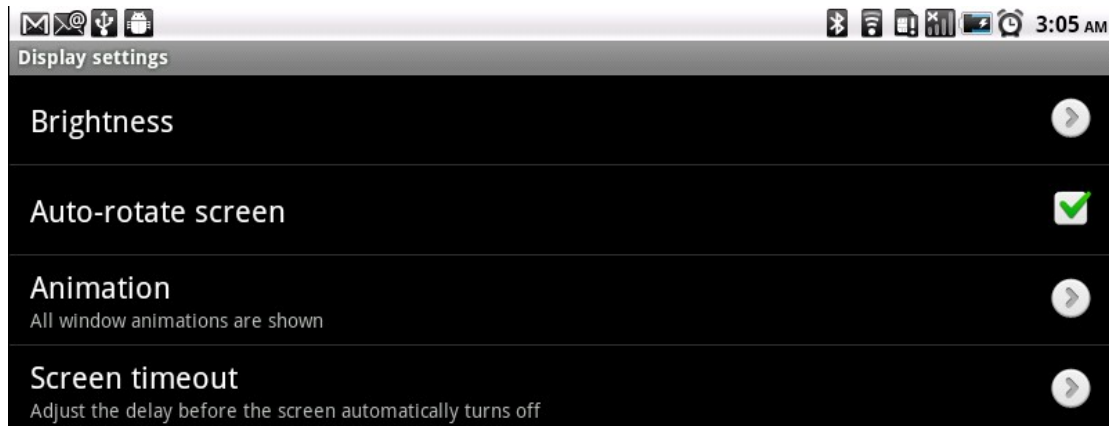 3:05 AM
Display settings
Brightness
Auto-rotate screen
Animation
All window animations are shown
Screen timeout
Adjust the delay before the screen automatically turns off